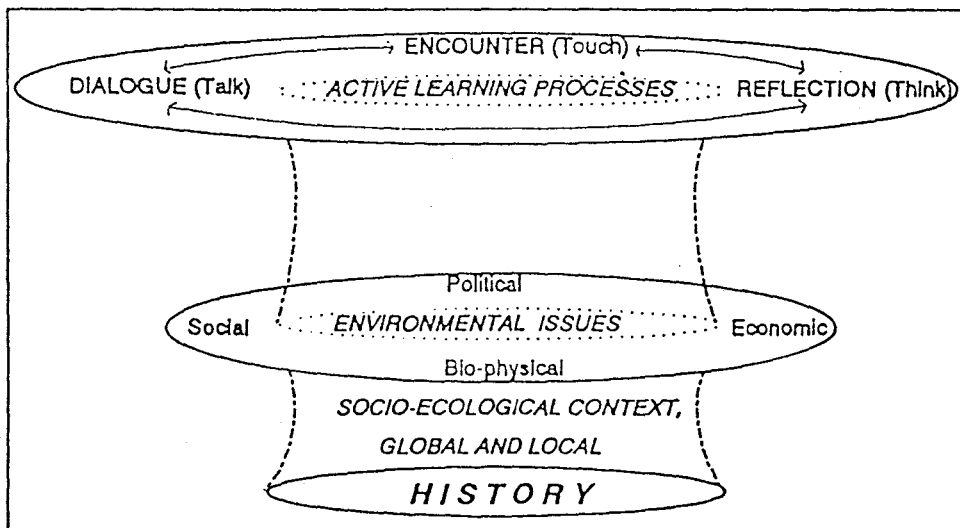 ENCOUNTER (Touch)
DIALOGUE (Talk) ACTIVE LEARNING PROCESSES REFLECTION (Think)
Political
Social ENVIRONMENTAL ISSUES Economic
Bio-physical
SOCIO-ECOLOGICAL CONTEXT,
GLOBAL AND LOCAL
HISTORY